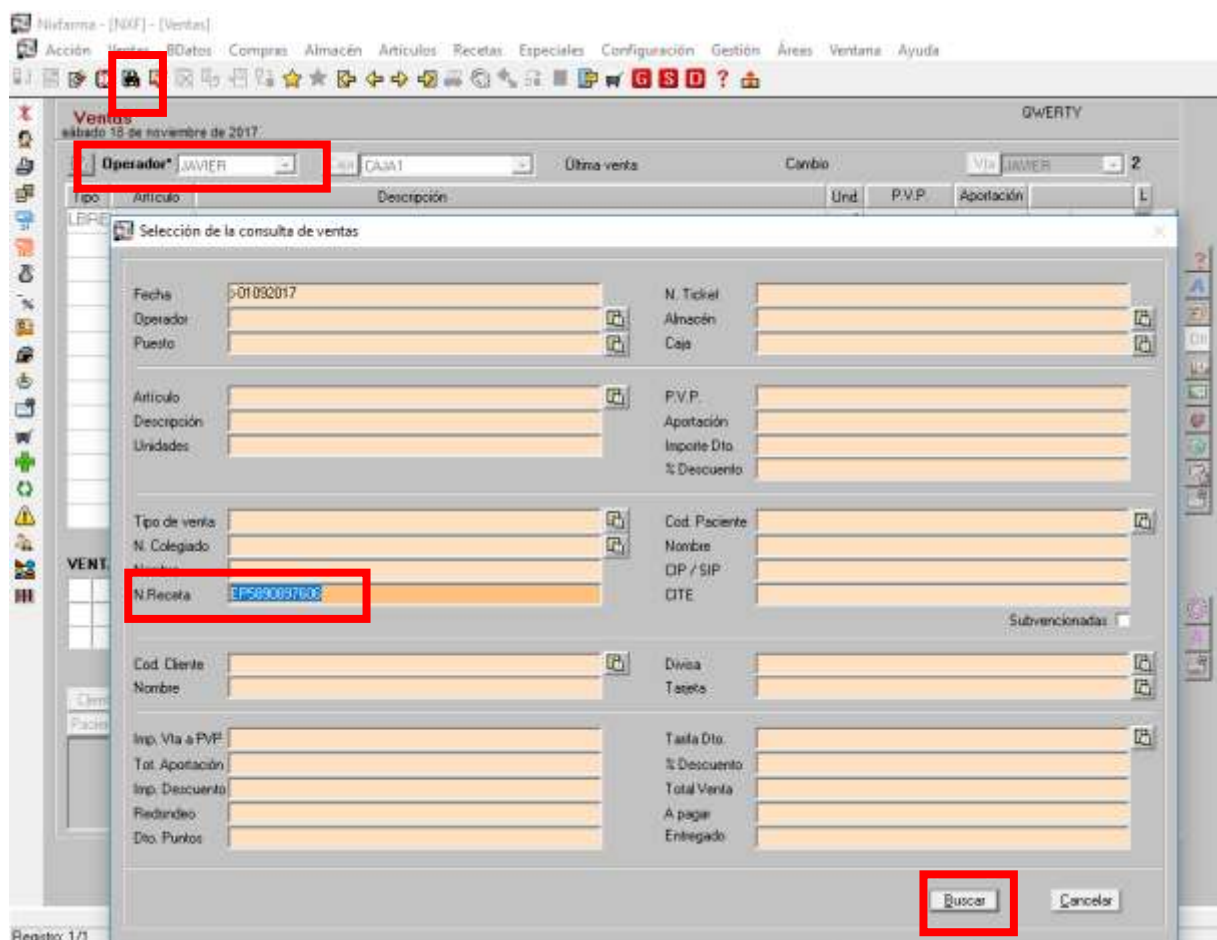 Nixfarma - [NXF] - [Ventas]
Acción Ventas BDatos Compras Almacén Artículos Recetas Especiales Configuración Gestión Áreas Ventana Ayuda
G S D ?
Ventas QWERTY
sábado 18 de noviembre de 2017
Operador* JAVIER CAJA1 Última venta Cambio Vta JAVIER 2
Tipo Artículo Descripción Und. P.V.P. Aportación L
LBRE
Selección de la consulta de ventas
Fecha >01092017 N. Ticket
Operador Almacén
Puesto Caja
Artículo P.V.P.
Descripción Aportación
Unidades Importe Dto.
% Descuento
Tipo de venta Cod. Paciente
VENT. N. Colegiado Nombre
Nombre CIP / SIP
N.Receta EP5890897606 CITE
Subvencionadas
Cod. Cliente Divisa
Nombre Tarjeta
Imp. Vta a PVP Tarifa Dto.
Tot. Aportación % Descuento
Imp. Descuento Total Venta
Redondeo A pagar
Dto. Puntos Entregado
Buscar Cancelar
Registro: 1/1